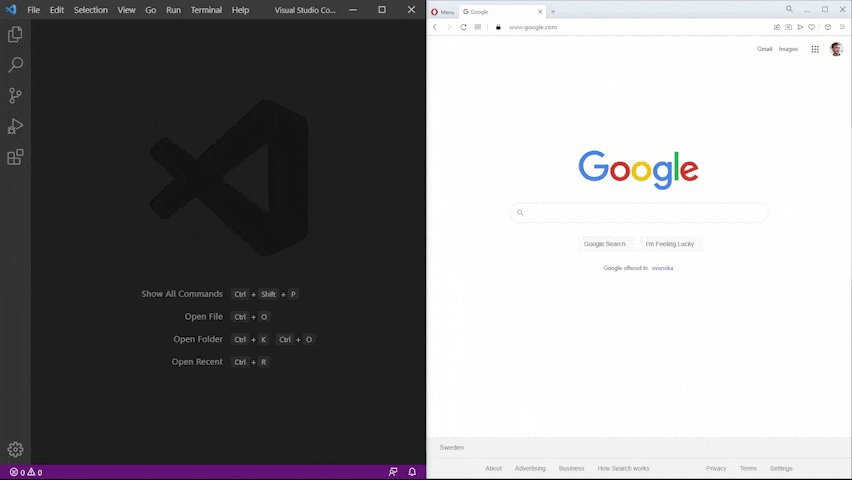 File Edit Selection View Go Run Terminal Help Visual Studio Co...
Show All Commands Ctrl + Shift + P
Open File Ctrl + O
Open Folder Ctrl + K Ctrl + O
Open Recent Ctrl + R
0 0
Menu Google
www.google.com
Gmail Images
Google
Google Search I'm Feeling Lucky
Google offered in: svenska
Sweden
About Advertising Business How Search works Privacy Terms Settings